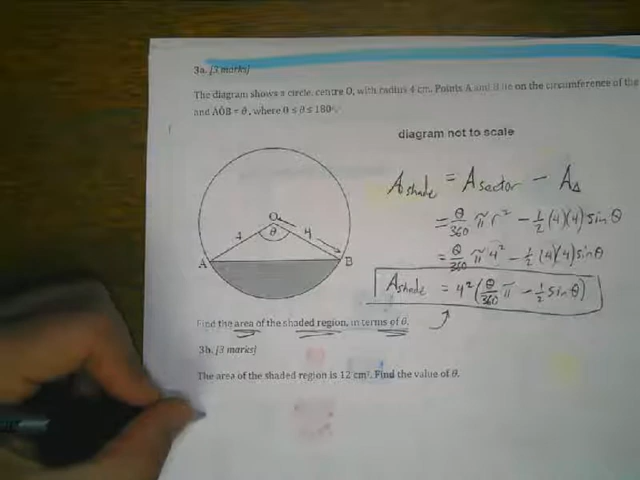 3a. [3 marks]
The diagram shows a circle, centre O, with radius 4 cm. Points A and B lie on the circumference of the
and AÔB = θ, where 0 ≤ θ ≤ 180°.
diagram not to scale
A shade = A sector − A△
= θ/360 π r² − 1/2 (4)(4) sin θ
= θ/360 π 4² − 1/2 (4)(4) sin θ
A shade = 4² (θ/360 π − 1/2 sin θ)
O
4 θ 4
A B
Find the area of the shaded region, in terms of θ.
3b. [3 marks]
The area of the shaded region is 12 cm². Find the value of θ.